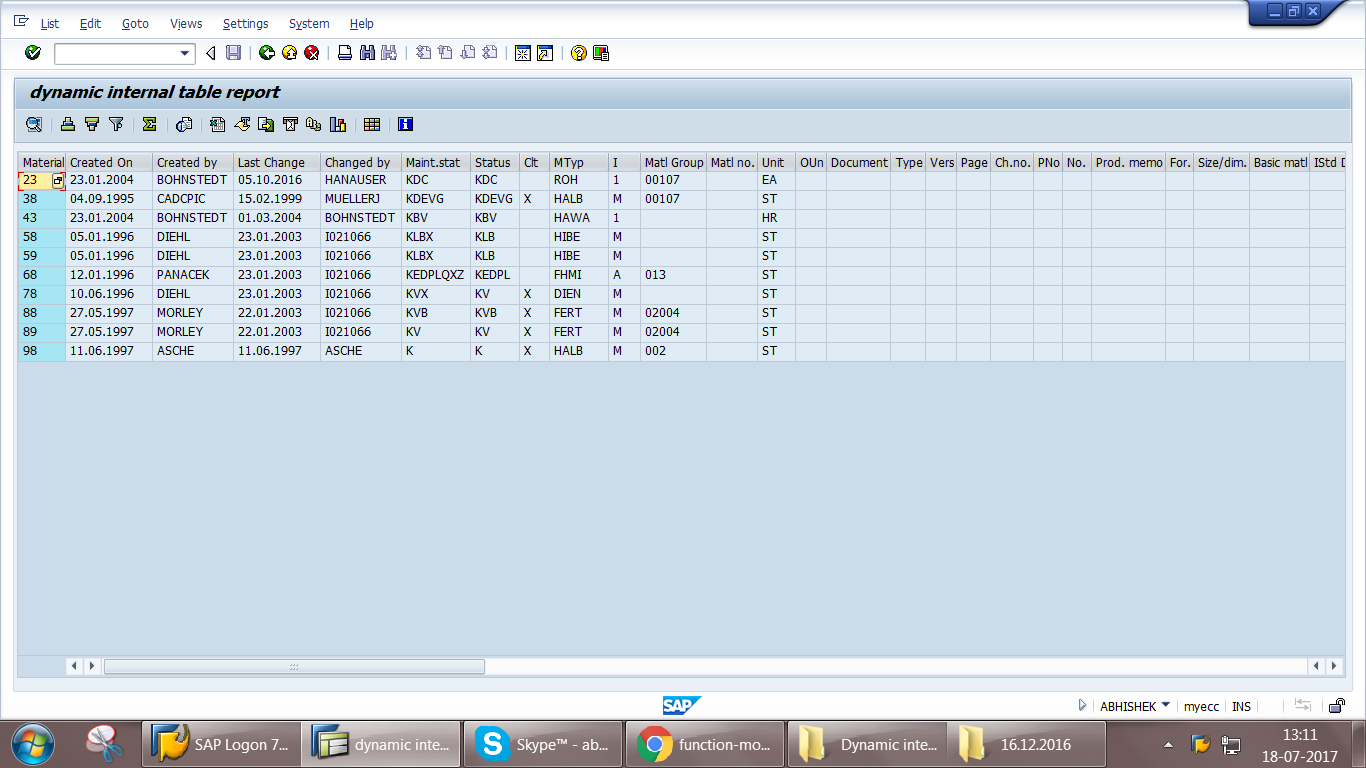 List Edit Goto Views Settings System Help
dynamic internal table report
Material Created On Created by Last Change Changed by Maint.stat Status Clt MTyp I Matl Group Matl no. Unit OUn Document Type Vers Page Ch.no. PNo No. Prod. memo For. Size/dim. Basic matl IStd D
23 23.01.2004 BOHNSTEDT 05.10.2016 HANAUSER KDC KDC ROH 1 00107 EA
38 04.09.1995 CADCPIC 15.02.1999 MUELLERJ KDEVG KDEVG X HALB M 00107 ST
43 23.01.2004 BOHNSTEDT 01.03.2004 BOHNSTEDT KBV KBV HAWA 1 HR
58 05.01.1996 DIEHL 23.01.2003 I021066 KLBX KLB HIBE M ST
59 05.01.1996 DIEHL 23.01.2003 I021066 KLBX KLB HIBE M ST
68 12.01.1996 PANACEK 23.01.2003 I021066 KEDPLQXZ KEDPL FHMI A 013 ST
78 10.06.1996 DIEHL 23.01.2003 I021066 KVX KV X DIEN M ST
88 27.05.1997 MORLEY 22.01.2003 I021066 KVB KVB X FERT M 02004 ST
89 27.05.1997 MORLEY 22.01.2003 I021066 KV KV X FERT M 02004 ST
98 11.06.1997 ASCHE 11.06.1997 ASCHE K K X HALB M 002 ST
SAP
ABHISHEK myecc INS
SAP Logon 7... dynamic inte... Skype™ - ab... function-mo... Dynamic inte... 16.12.2016
13:11
18-07-2017